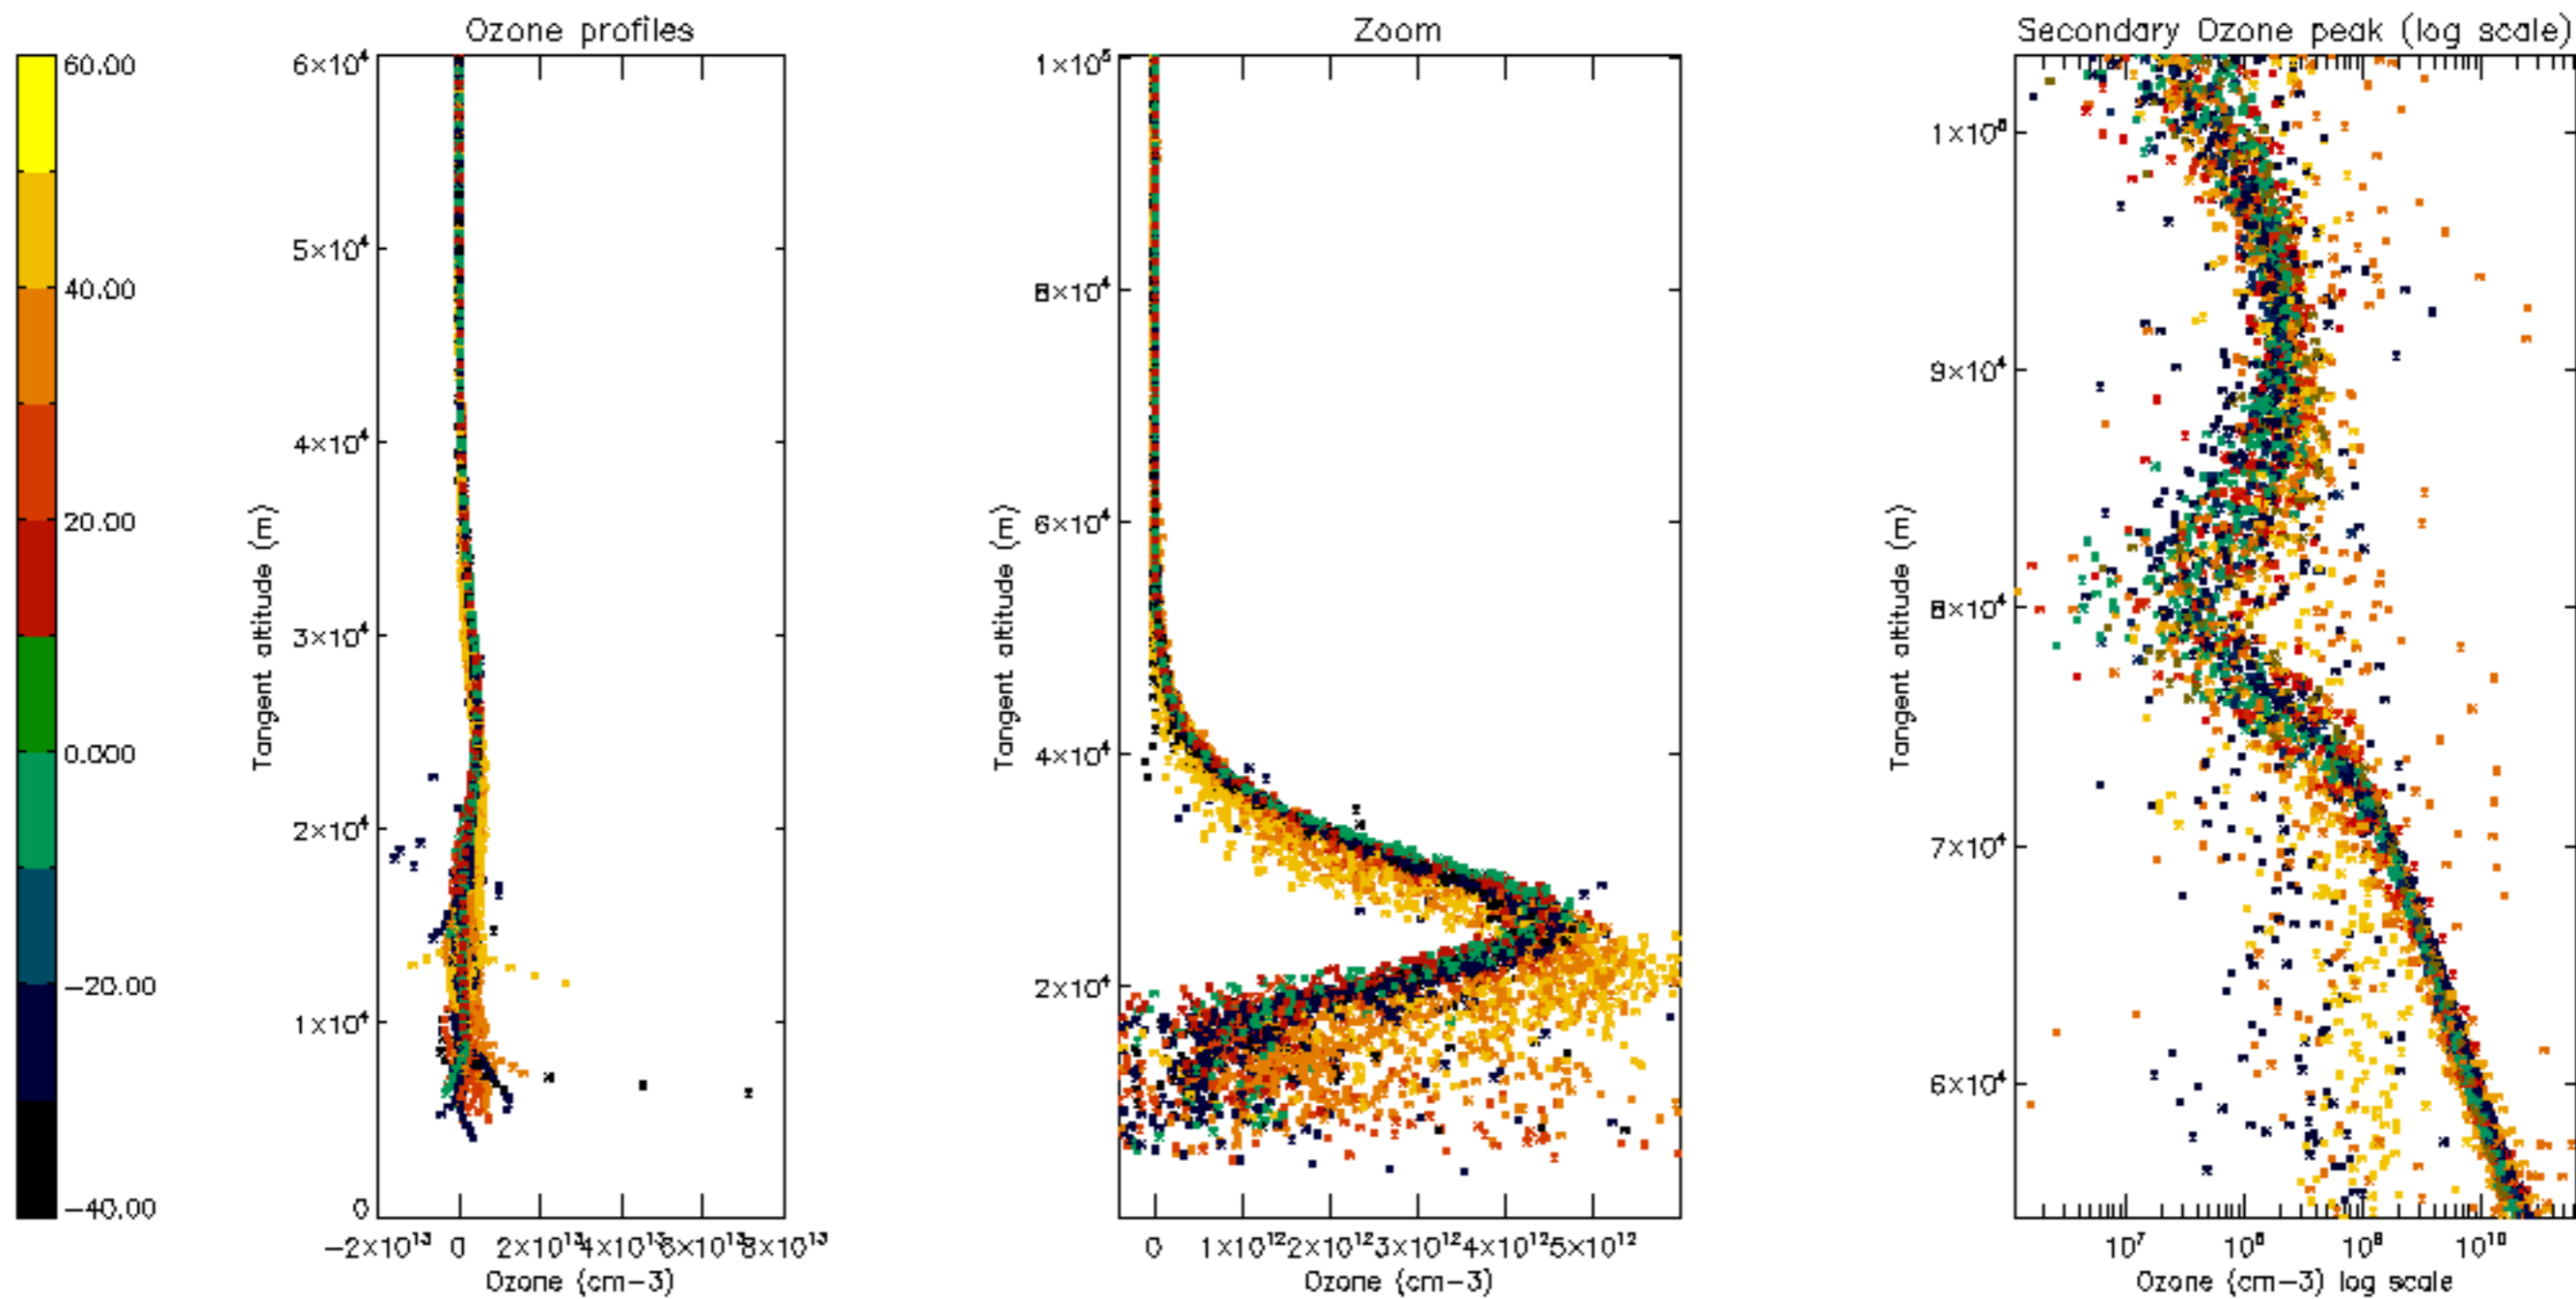 Ozone profiles
Zoom
Secondary Ozone peak (log scale)
60.00
40.00
20.00
0.000
−20.00
−40.00
6×10⁴
5×10⁴
4×10⁴
3×10⁴
2×10⁴
1×10⁴
0
Tangent altitude (m)
−2×10¹³ 0 2×10¹³ 4×10¹³ 6×10¹³ 8×10¹³
Ozone (cm−3)
1×10⁵
8×10⁴
6×10⁴
4×10⁴
2×10⁴
Tangent altitude (m)
0 1×10¹² 2×10¹² 3×10¹² 4×10¹² 5×10¹²
Ozone (cm−3)
1×10⁵
9×10⁴
8×10⁴
7×10⁴
6×10⁴
Tangent altitude (m)
10⁷ 10⁸ 10⁹ 10¹⁰
Ozone (cm−3) log scale